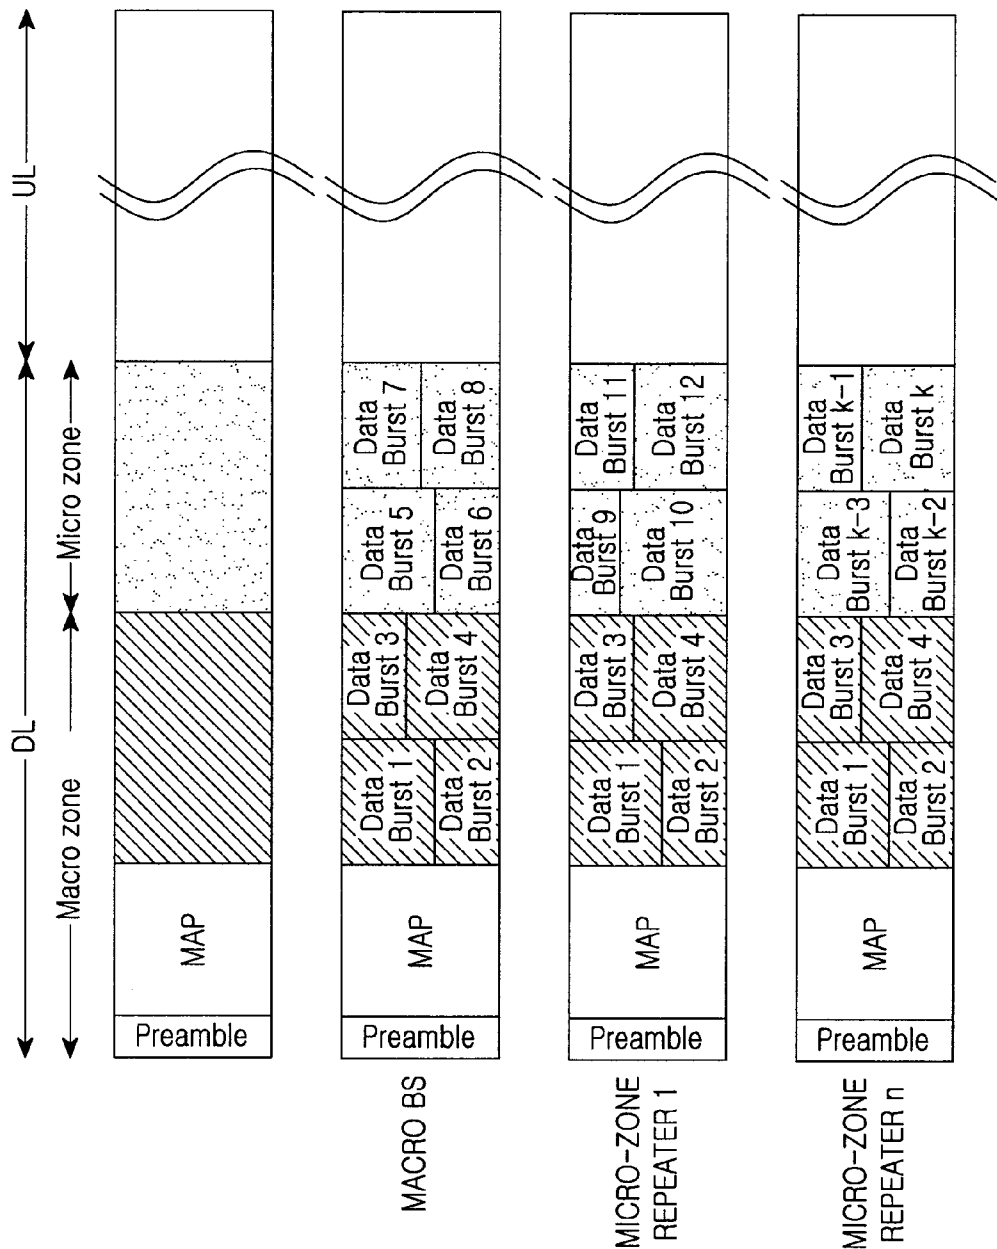 DL
UL
Macro zone
Micro zone
Preamble
MAP
MACRO BS
Preamble
MAP
Data
Burst 1
Data
Burst 2
Data
Burst 3
Data
Burst 4
Data
Burst 5
Data
Burst 6
Data
Burst 7
Data
Burst 8
MICRO-ZONE
REPEATER 1
Preamble
MAP
Data
Burst 1
Data
Burst 2
Data
Burst 3
Data
Burst 4
Data
Burst 9
Data
Burst 10
Data
Burst 11
Data
Burst 12
MICRO-ZONE
REPEATER n
Preamble
MAP
Data
Burst 1
Data
Burst 2
Data
Burst 3
Data
Burst 4
Data
Burst k-3
Data
Burst k-2
Data
Burst k-1
Data
Burst k